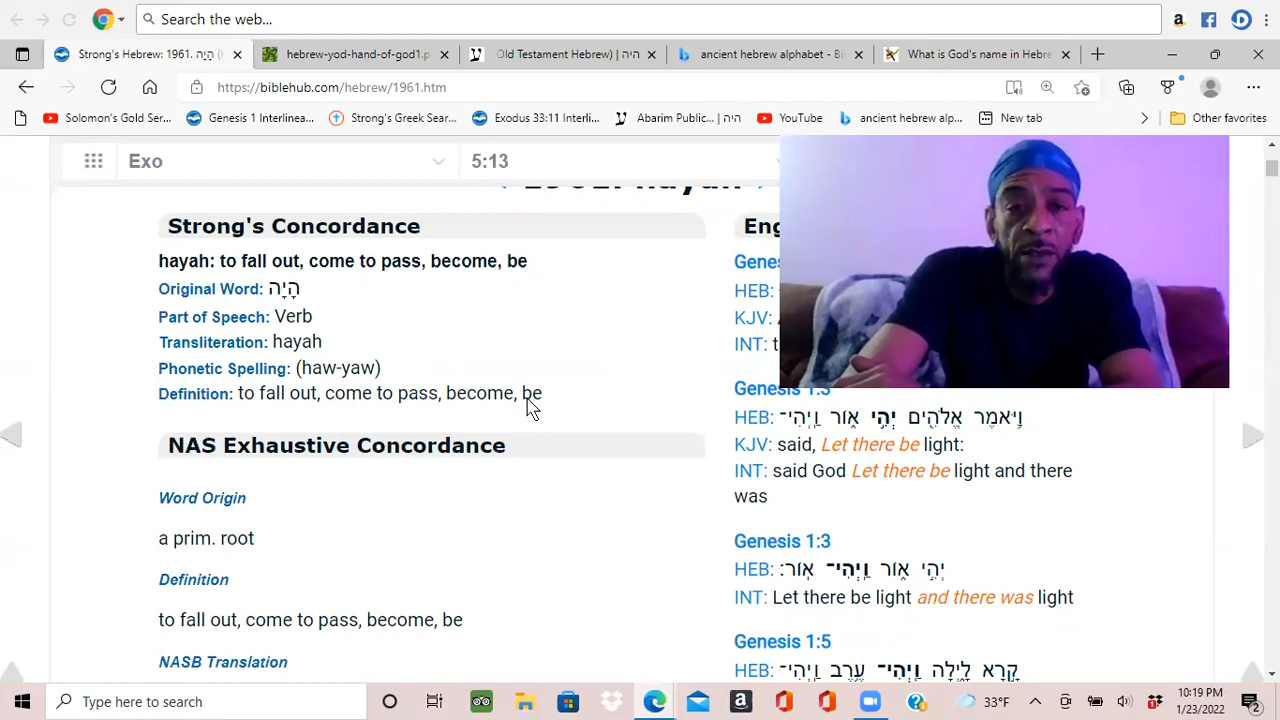 Search the web...
Strong's Hebrew: 1961. הָיָה (
hebrew-yod-hand-of-god1.p
Old Testament Hebrew) | היה
ancient hebrew alphabet - Bi
What is God's name in Hebre
https://biblehub.com/hebrew/1961.htm
Solomon's Gold Ser...
Genesis 1 Interlinea...
Strong's Greek Sear...
Exodus 33:11 Interli...
Abarim Public... | היה
YouTube
ancient hebrew alp...
New tab
Other favorites
Exo
5:13
Strong's Concordance
hayah: to fall out, come to pass, become, be
Original Word: הָיָה
Part of Speech: Verb
Transliteration: hayah
Phonetic Spelling: (haw-yaw)
Definition: to fall out, come to pass, become, be
NAS Exhaustive Concordance
Word Origin
a prim. root
Definition
to fall out, come to pass, become, be
NASB Translation
Eng
Genes
HEB:
KJV:
INT: t
Genesis 1:3
HEB: וַיֹּ֥אמֶר אֱלֹהִ֖ים יְהִ֣י א֑וֹר וַֽיְהִי־
KJV: said, Let there be light:
INT: said God Let there be light and there
was
Genesis 1:3
HEB: יְהִ֣י א֑וֹר וַֽיְהִי־ אֽוֹר׃
INT: Let there be light and there was light
Genesis 1:5
HEB: קָ֣רָא לָ֑יְלָה וַֽיְהִי־ עֶ֥רֶב וַֽיְהִי־
Type here to search
33°F
10:19 PM
1/23/2022
2